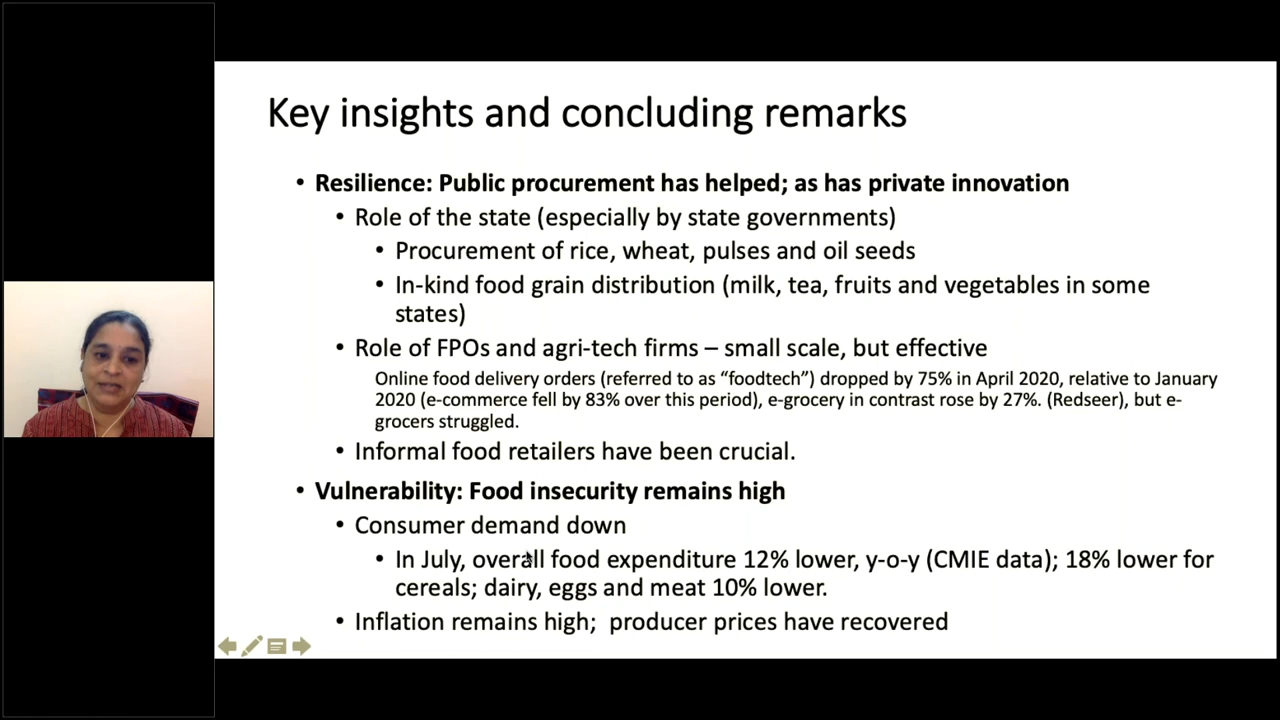 Key insights and concluding remarks
• Resilience: Public procurement has helped; as has private innovation
• Role of the state (especially by state governments)
• Procurement of rice, wheat, pulses and oil seeds
• In-kind food grain distribution (milk, tea, fruits and vegetables in some
states)
• Role of FPOs and agri-tech firms – small scale, but effective
Online food delivery orders (referred to as “foodtech”) dropped by 75% in April 2020, relative to January
2020 (e-commerce fell by 83% over this period), e-grocery in contrast rose by 27%. (Redseer), but e-
grocers struggled.
• Informal food retailers have been crucial.
• Vulnerability: Food insecurity remains high
• Consumer demand down
• In July, overall food expenditure 12% lower, y-o-y (CMIE data); 18% lower for
cereals; dairy, eggs and meat 10% lower.
• Inflation remains high;  producer prices have recovered